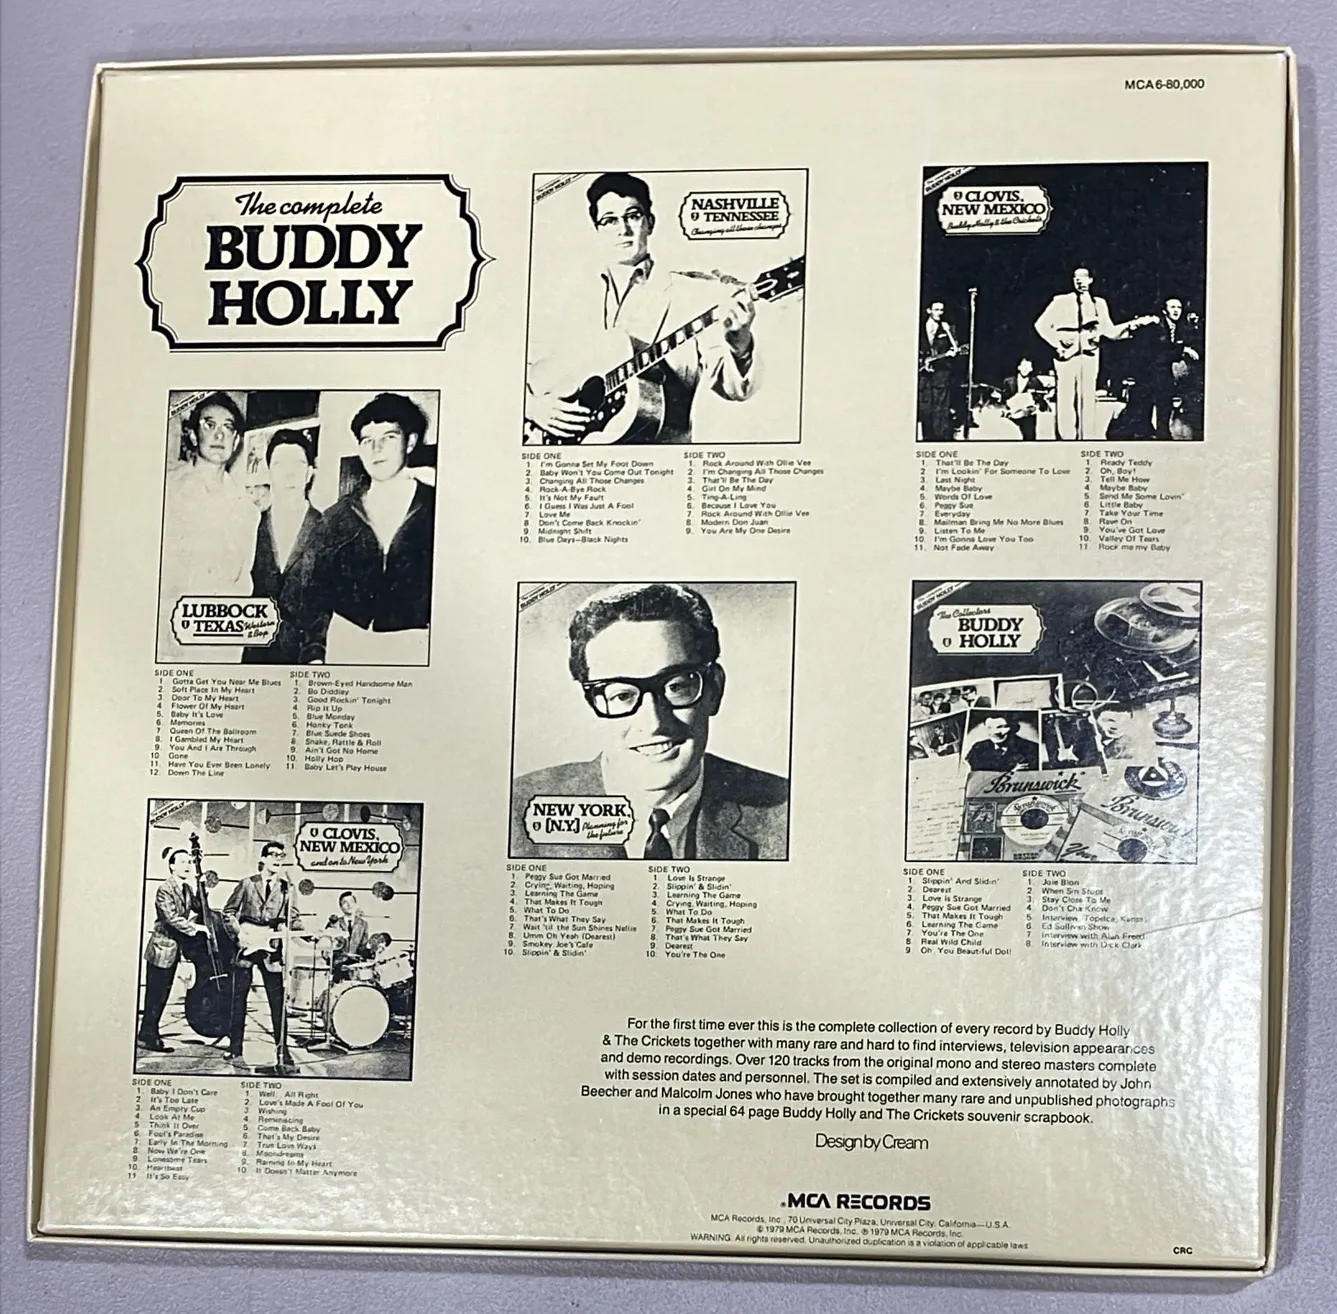 MCA6-80,000
The complete
BUDDY
HOLLY
BUDDY HOLLY
LUBBOCK
TEXAS Western
& Bop
SIDE ONE
1. Gotta Get You Near Me Blues
2. Soft Place In My Heart
3. Door To My Heart
4. Flower Of My Heart
5. Baby It's Love
6. Memories
7. Queen Of The Ballroom
8. I Gambled My Heart
9. You And I Are Through
10. Gone
11. Have You Ever Been Lonely
12. Down The Line
SIDE TWO
1. Brown-Eyed Handsome Man
2. Bo Diddley
3. Good Rockin' Tonight
4. Rip It Up
5. Blue Monday
6. Honky Tonk
7. Blue Suede Shoes
8. Shake, Rattle & Roll
9. Ain't Got No Home
10. Holly Hop
11. Baby Let's Play House
BUDDY HOLLY
CLOVIS,
NEW MEXICO
and on to New York
SIDE ONE
1. Baby I Don't Care
2. It's Too Late
3. An Empty Cup
4. Look At Me
5. Think It Over
6. Fool's Paradise
7. Early In The Morning
8. Now We're One
9. Lonesome Tears
10. Heartbeat
11. It's So Easy
SIDE TWO
1. Well. All Right
2. Love's Made A Fool Of You
3. Wishing
4. Reminiscing
5. Come Back Baby
6. That's My Desire
7. True Love Ways
8. Moondreams
9. Raining In My Heart
10. It Doesn't Matter Anymore
BUDDY HOLLY
NASHVILLE
TENNESSEE
Changing all those changes
SIDE ONE
1. I'm Gonna Set My Foot Down
2. Baby Won't You Come Out Tonight
3. Changing All Those Changes
4. Rock-A-Bye Rock
5. It's Not My Fault
6. I Guess I Was Just A Fool
7. Love Me
8. Don't Come Back Knockin'
9. Midnight Shift
10. Blue Days—Black Nights
SIDE TWO
1. Rock Around With Ollie Vee
2. I'm Changing All Those Changes
3. That'll Be The Day
4. Girl On My Mind
5. Ting-A-Ling
6. Because I Love You
7. Rock Around With Ollie Vee
8. Modern Don Juan
9. You Are My One Desire
BUDDY HOLLY
NEW YORK,
[N.Y.] Planning for
the future
SIDE ONE
1. Peggy Sue Got Married
2. Crying, Waiting, Hoping
3. Learning The Game
4. That Makes It Tough
5. What To Do
6. That's What They Say
7. Wait 'til the Sun Shines Nellie
8. Umm Oh Yeah (Dearest)
9. Smokey Joe's Cafe
10. Slippin' & Slidin'
SIDE TWO
1. Love Is Strange
2. Slippin' & Slidin'
3. Learning The Game
4. Crying, Waiting, Hoping
5. What To Do
6. That Makes It Tough
7. Peggy Sue Got Married
8. That's What They Say
9. Dearest
10. You're The One
BUDDY HOLLY
CLOVIS,
NEW MEXICO
Buddy Holly & the Crickets
SIDE ONE
1. That'll Be The Day
2. I'm Lookin' For Someone To Love
3. Last Night
4. Maybe Baby
5. Words Of Love
6. Peggy Sue
7. Everyday
8. Mailman Bring Me No More Blues
9. Listen To Me
10. I'm Gonna Love You Too
11. Not Fade Away
SIDE TWO
1. Ready Teddy
2. Oh, Boy!
3. Tell Me How
4. Maybe Baby
5. Send Me Some Lovin'
6. Little Baby
7. Take Your Time
8. Rave On
9. You've Got Love
10. Valley Of Tears
11. Rock me my Baby
BUDDY HOLLY
The Collectors
BUDDY
HOLLY
Brunswick
Brunswick
SIDE ONE
1. Slippin' And Slidin'
2. Dearest
3. Love Is Strange
4. Peggy Sue Got Married
5. That Makes It Tough
6. Learning The Game
7. You're The One
8. Real Wild Child
9. Oh, You Beautiful Doll
SIDE TWO
1. Jole Blon
2. When Sin Stops
3. Stay Close To Me
4. Don't Cha Know
5. Interview, Topeka, Kansas
6. Ed Sullivan Show
7. Interview with Alan Freed
8. Interview with Dick Clark
For the first time ever this is the complete collection of every record by Buddy Holly
& The Crickets together with many rare and hard to find interviews, television appearances
and demo recordings. Over 120 tracks from the original mono and stereo masters complete
with session dates and personnel. The set is compiled and extensively annotated by John
Beecher and Malcolm Jones who have brought together many rare and unpublished photographs
in a special 64 page Buddy Holly and The Crickets souvenir scrapbook.
Design by Cream
MCA RECORDS
MCA Records, Inc., 70 Universal City Plaza, Universal City, California—U.S.A.
© 1979 MCA Records, Inc. ℗ 1979 MCA Records, Inc.
WARNING: All rights reserved. Unauthorized duplication is a violation of applicable laws
CRC